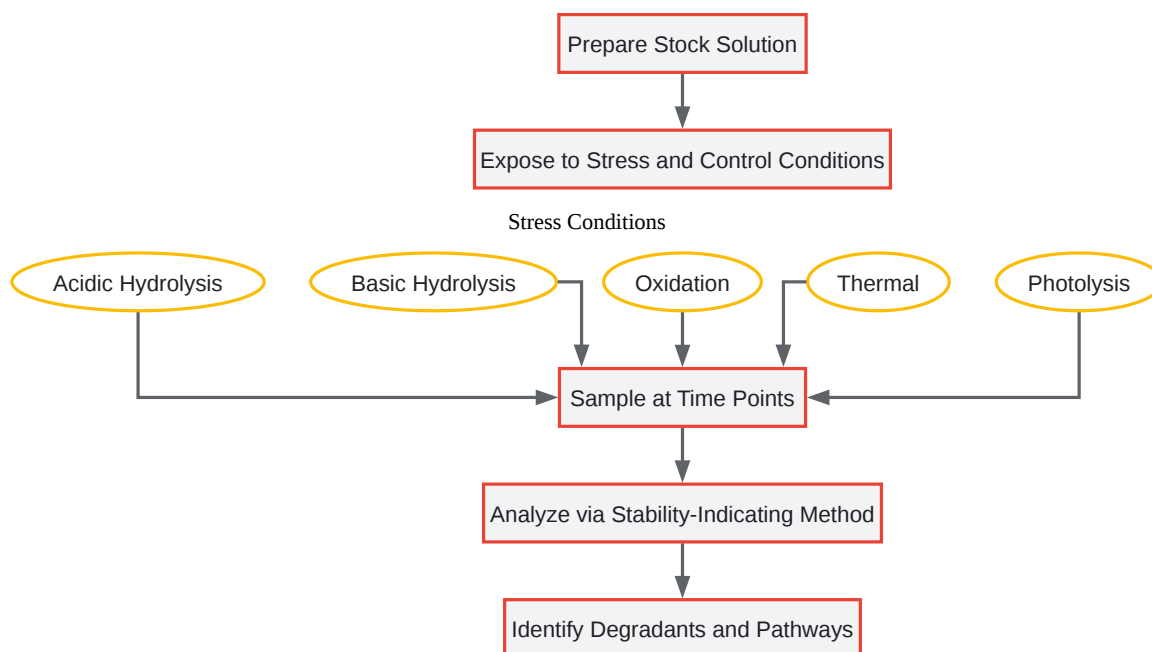 Prepare Stock Solution
Expose to Stress and Control Conditions
Stress Conditions
Acidic Hydrolysis
Basic Hydrolysis
Oxidation
Thermal
Photolysis
Sample at Time Points
Analyze via Stability-Indicating Method
Identify Degradants and Pathways